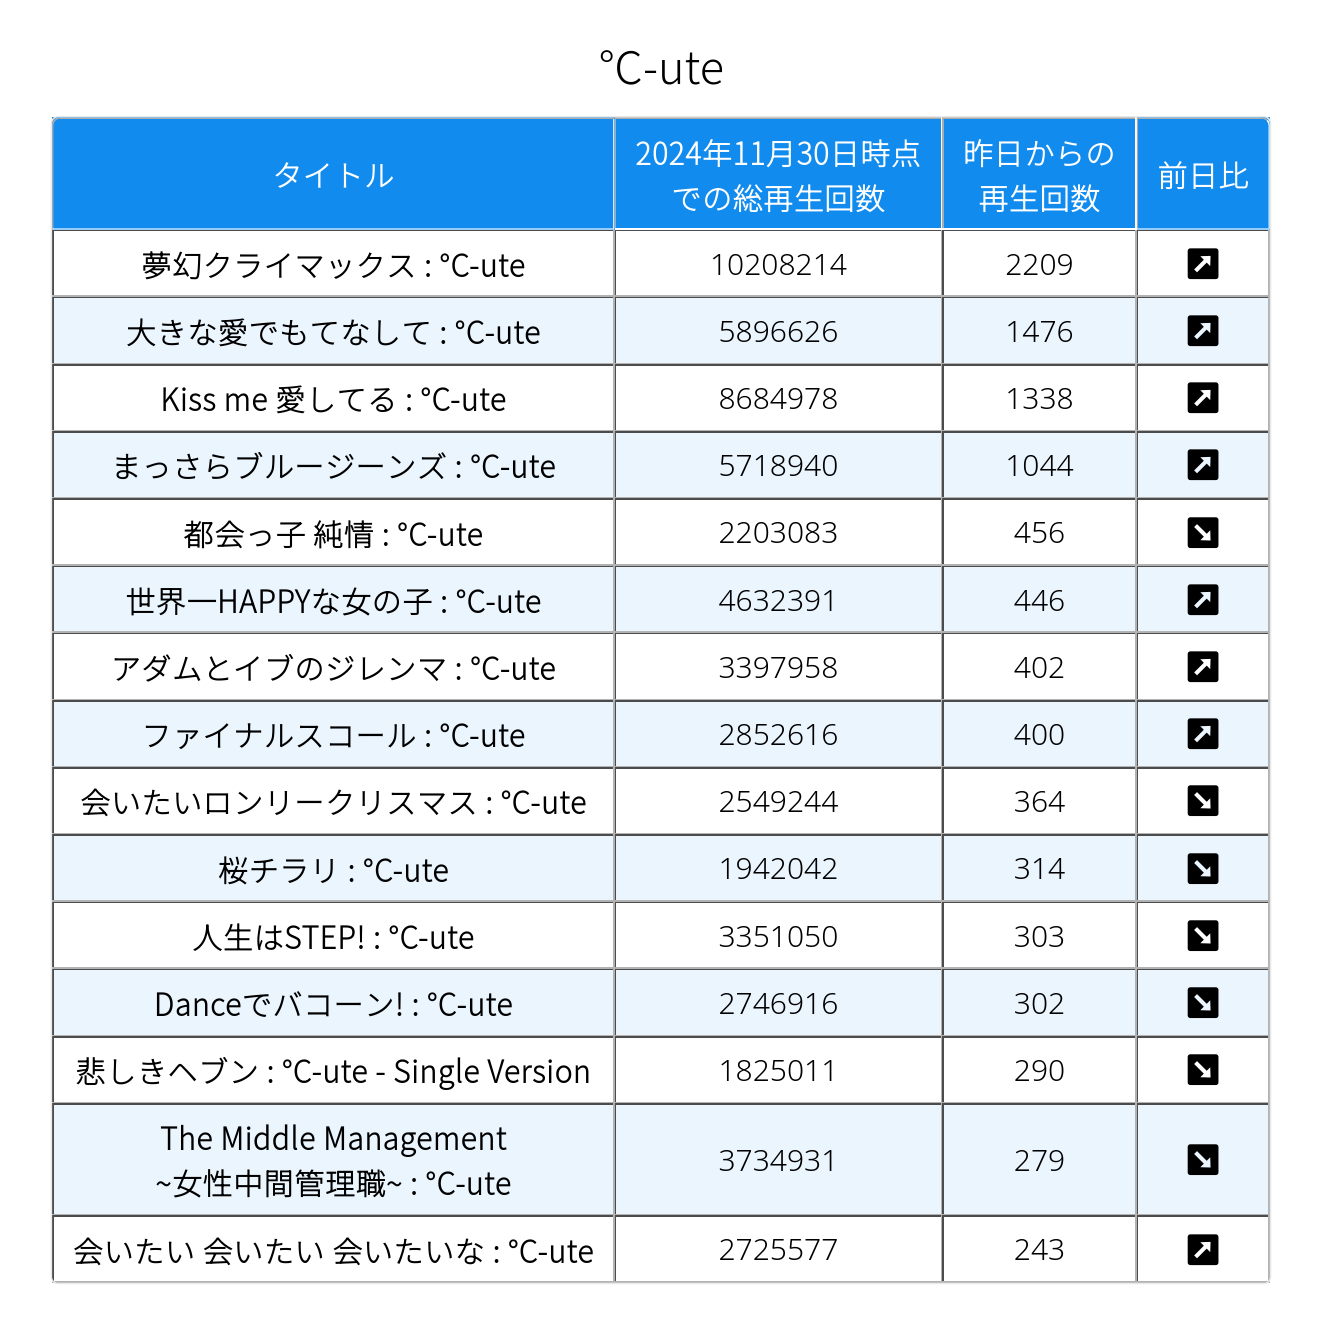 ℃-ute
タイトル
2024年11月30日時点
での総再生回数
昨日からの
再生回数
前日比
夢幻クライマックス : ℃-ute 10208214 2209
大きな愛でもてなして : ℃-ute 5896626 1476
Kiss me 愛してる : ℃-ute 8684978 1338
まっさらブルージーンズ : ℃-ute 5718940 1044
都会っ子 純情 : ℃-ute 2203083 456
世界一HAPPYな女の子 : ℃-ute 4632391 446
アダムとイブのジレンマ : ℃-ute 3397958 402
ファイナルスコール : ℃-ute 2852616 400
会いたいロンリークリスマス : ℃-ute 2549244 364
桜チラリ : ℃-ute 1942042 314
人生はSTEP! : ℃-ute 3351050 303
Danceでバコーン! : ℃-ute 2746916 302
悲しきヘブン : ℃-ute - Single Version 1825011 290
The Middle Management
~女性中間管理職~ : ℃-ute 3734931 279
会いたい 会いたい 会いたいな : ℃-ute 2725577 243